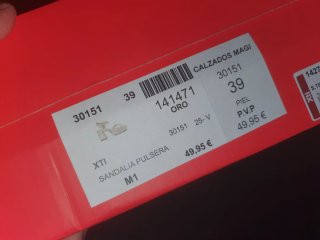 30151 39
141471
ORO
30151 25- V
XTI
SANDALIA PULSERA
M1 49,95 €
CALZADOS MAGI
30151
39
PIEL
P.V.P
49,95 €
1427